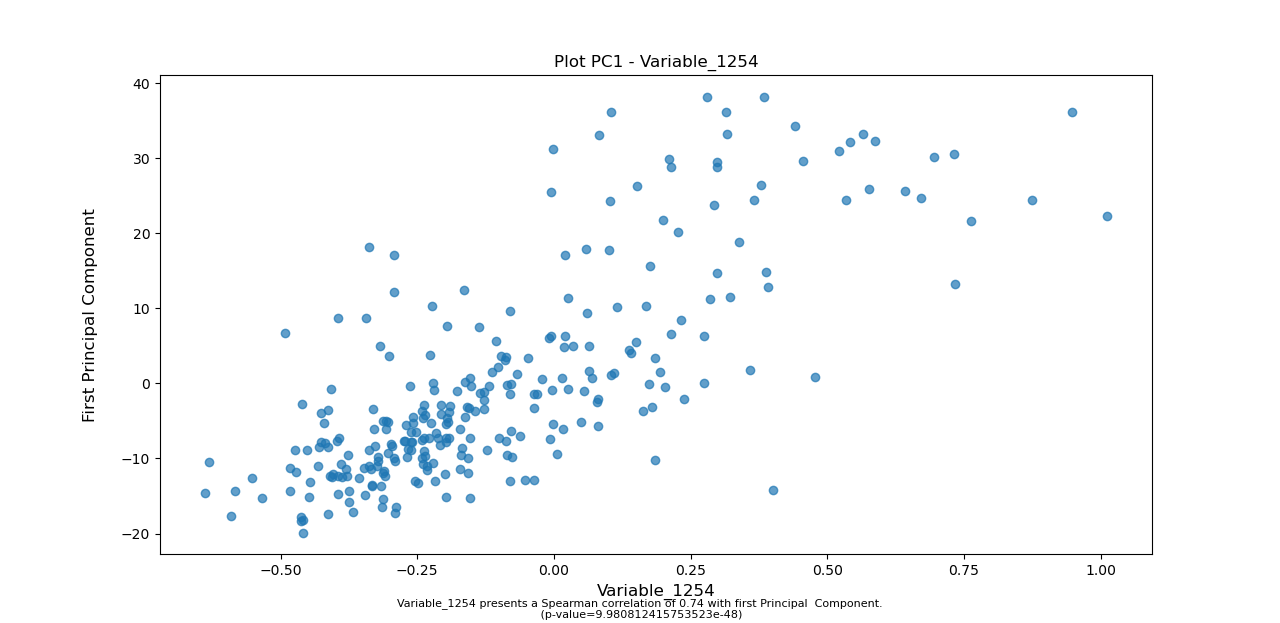 Plot PC1 - Variable_1254
40
30
20
10
0
−10
−20
First Principal Component
−0.50 −0.25 0.00 0.25 0.50 0.75 1.00
Variable_1254
Variable_1254 presents a Spearman correlation of 0.74 with first Principal  Component.
(p-value=9.980812415753523e-48)